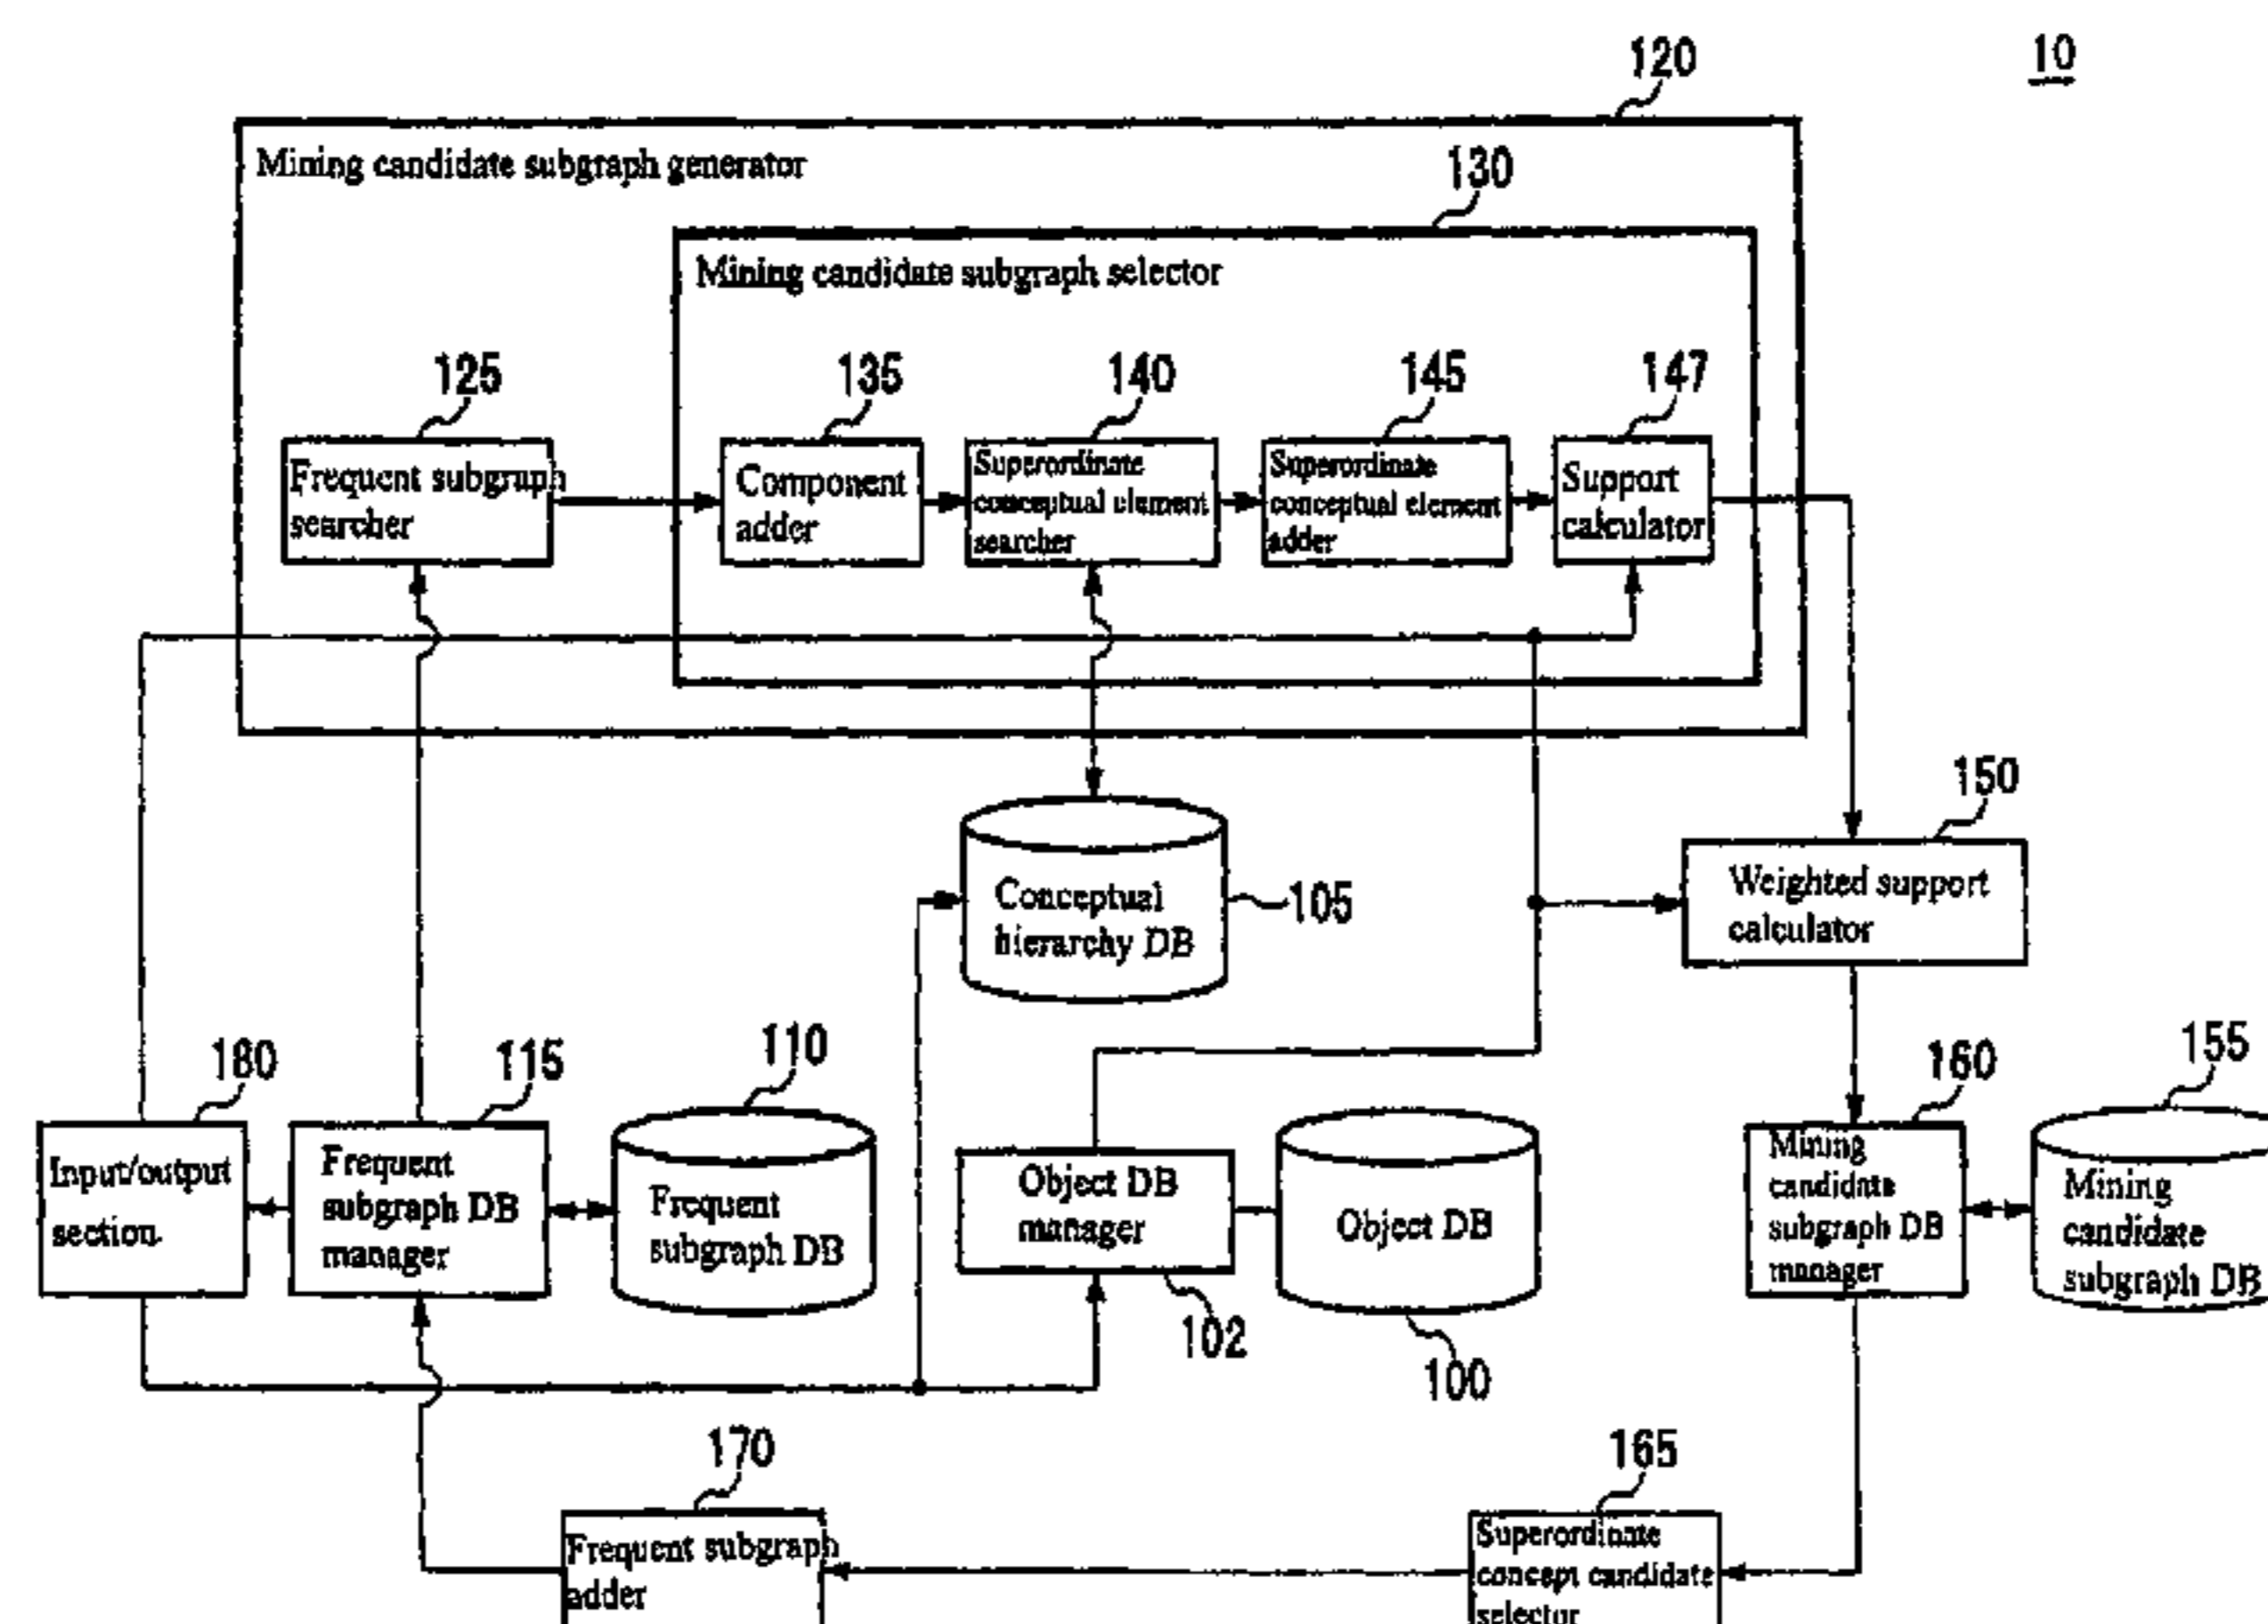 10
120
Mining candidate subgraph generator
130
Mining candidate subgraph selector
125
135
140
145
147
Frequent subgraph
searcher
Component
adder
Superordinate
conceptual element
searcher
Superordinate
conceptual element
adder
Support
calculator
150
Weighted support
calculator
Conceptual
hierarchy DB
105
180
115
110
160
155
Input/output
section
Frequent
subgraph DB
manager
Frequent
subgraph DB
Object DB
manager
Object DB
Mining
candidate
subgraph DB
manager
Mining
candidate
subgraph DB
102
100
170
165
Frequent subgraph
adder
Superordinate
concept candidate
selector